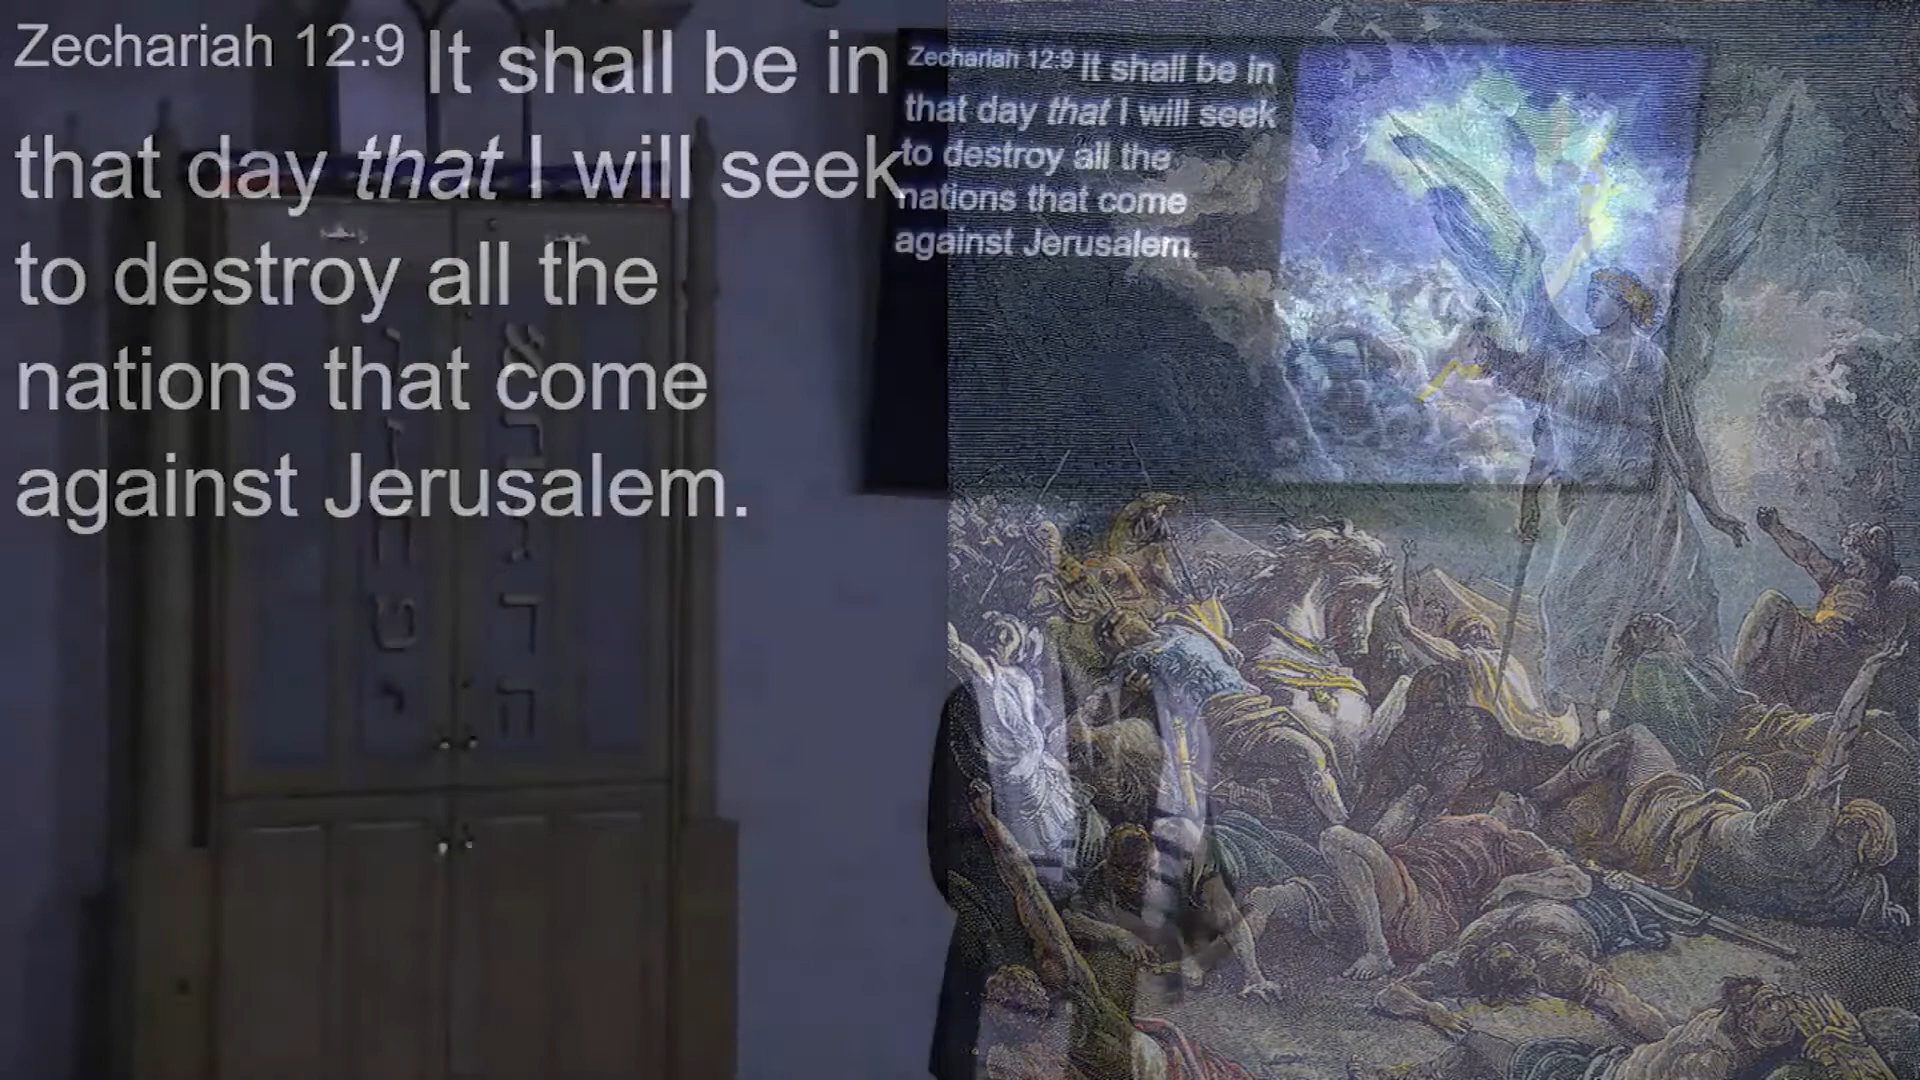 Zechariah 12:9 It shall be in
that day that I will seek
to destroy all the
nations that come
against Jerusalem.
Zechariah 12:9 It shall be in
that day that I will seek
to destroy all the
nations that come
against Jerusalem.